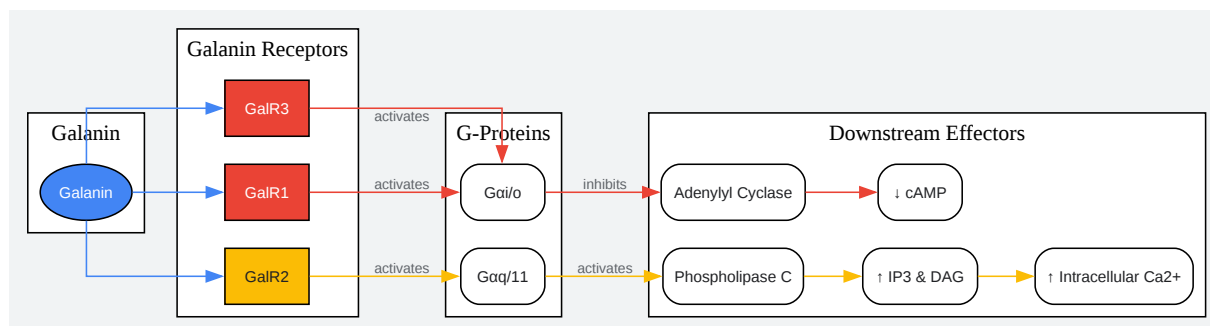 Galanin Receptors
GalR3
activates
Galanin
G-Proteins
Downstream Effectors
Galanin
GalR1
activates
Gαi/o
inhibits
Adenylyl Cyclase
↓ cAMP
GalR2
activates
Gαq/11
activates
Phospholipase C
↑ IP3 & DAG
↑ Intracellular Ca2+